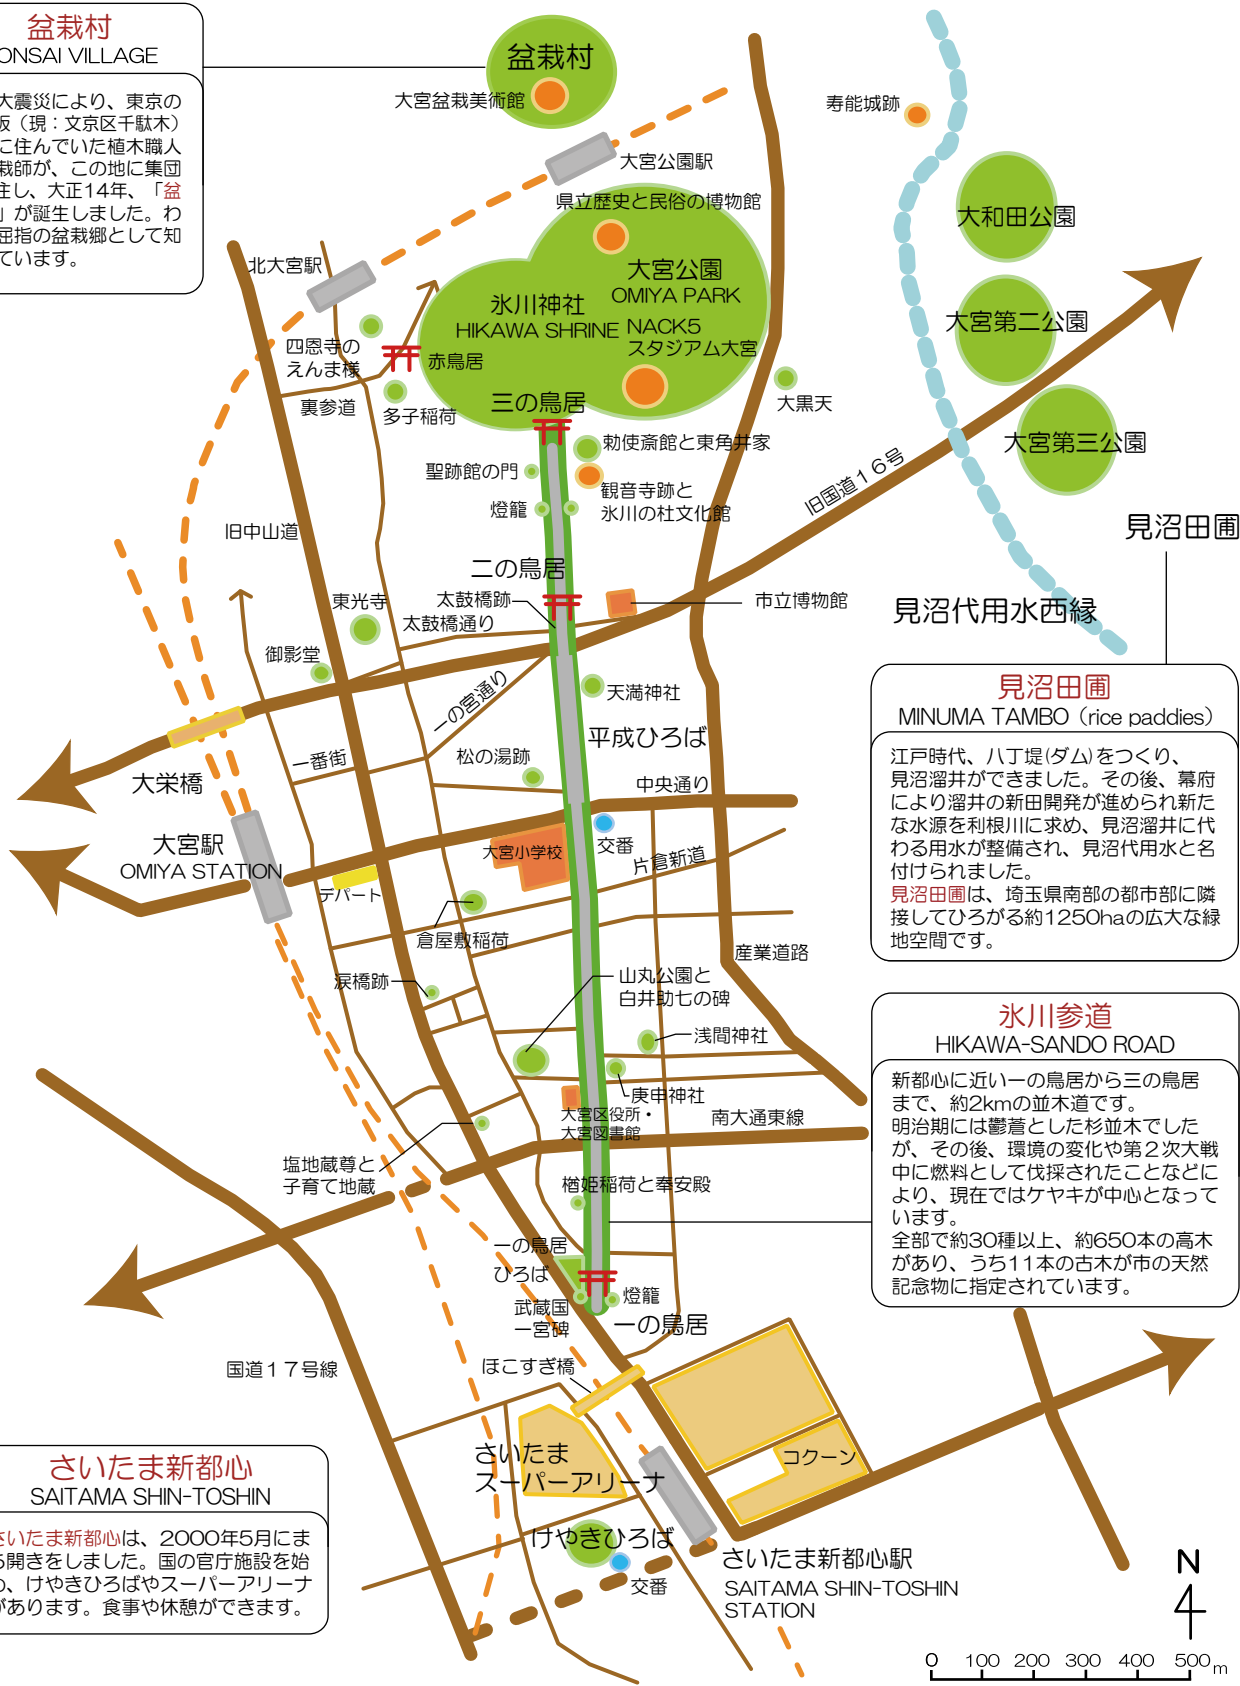 盆栽村
ONSAI VILLAGE
大震災により、東京の
坂（現：文京区千駄木）
に住んでいた植木職人
栽師が、この地に集団
住し、大正14年、「盆
」が誕生しました。わ
屈指の盆栽郷として知
ています。
盆栽村
大宮盆栽美術館
大宮公園駅
寿能城跡
県立歴史と民俗の博物館
大和田公園
北大宮駅
大宮公園
OMIYA PARK
氷川神社
HIKAWA SHRINE
NACK5
スタジアム大宮
大宮第二公園
四恩寺の
えんま様
赤鳥居
裏参道
多子稲荷
三の鳥居
大黒天
勅使斎館と東角井家
大宮第三公園
聖跡館の門
観音寺跡と
氷川の杜文化館
燈籠
旧国道１６号
旧中山道
見沼田圃
二の鳥居
太鼓橋跡
市立博物館
東光寺
太鼓橋通り
見沼代用水西縁
御影堂
天満神社
一の宮通り
平成ひろば
一番街
松の湯跡
中央通り
大栄橋
大宮駅
OMIYA STATION
大宮小学校
交番
片倉新道
デパート
倉屋敷稲荷
産業道路
涙橋跡
山丸公園と
白井助七の碑
浅間神社
庚申神社
大宮区役所・
大宮図書館
南大通東線
塩地蔵尊と
子育て地蔵
楷姫稲荷と奉安殿
一の鳥居
ひろば
武蔵国
一宮碑
燈籠
一の鳥居
国道１７号線
ほこすぎ橋
さいたま
スーパーアリーナ
コクーン
けやきひろば
交番
さいたま新都心駅
SAITAMA SHIN-TOSHIN
STATION
見沼田圃
MINUMA TAMBO（rice paddies）
江戸時代、八丁堤(ダム)をつくり、
見沼溜井ができました。その後、幕府
により溜井の新田開発が進められ新た
な水源を利根川に求め、見沼溜井に代
わる用水が整備され、見沼代用水と名
付けられました。
見沼田圃は、埼玉県南部の都市部に隣
接してひろがる約1250haの広大な緑
地空間です。
氷川参道
HIKAWA-SANDO ROAD
新都心に近い一の鳥居から三の鳥居
まで、約2kmの並木道です。
明治期には鬱蒼とした杉並木でした
が、その後、環境の変化や第２次大戦
中に燃料として伐採されたことなどに
より、現在ではケヤキが中心となって
います。
全部で約30種以上、約650本の高木
があり、うち11本の古木が市の天然
記念物に指定されています。
さいたま新都心
SAITAMA SHIN-TOSHIN
さいたま新都心は、2000年5月にま
ち開きをしました。国の官庁施設を始
め、けやきひろばやスーパーアリーナ
があります。食事や休憩ができます。
N
0 100 200 300 400 500 m